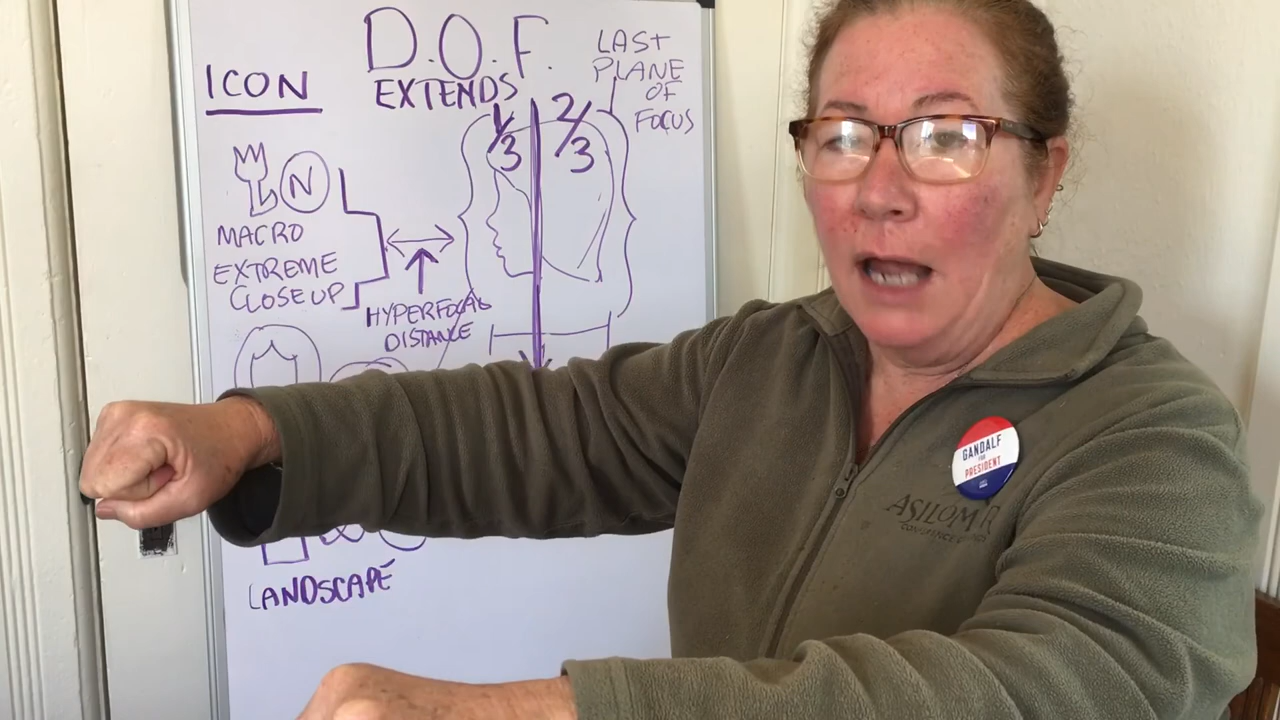 D.O.F.
EXTENDS
LAST
PLANE
OF
FOCUS
ICON
1/3
2/3
N
MACRO
EXTREME
CLOSE UP
HYPERFOCAL
DISTANCE
LANDSCAPE
GANDALF
FOR
PRESIDENT
ASILOMAR